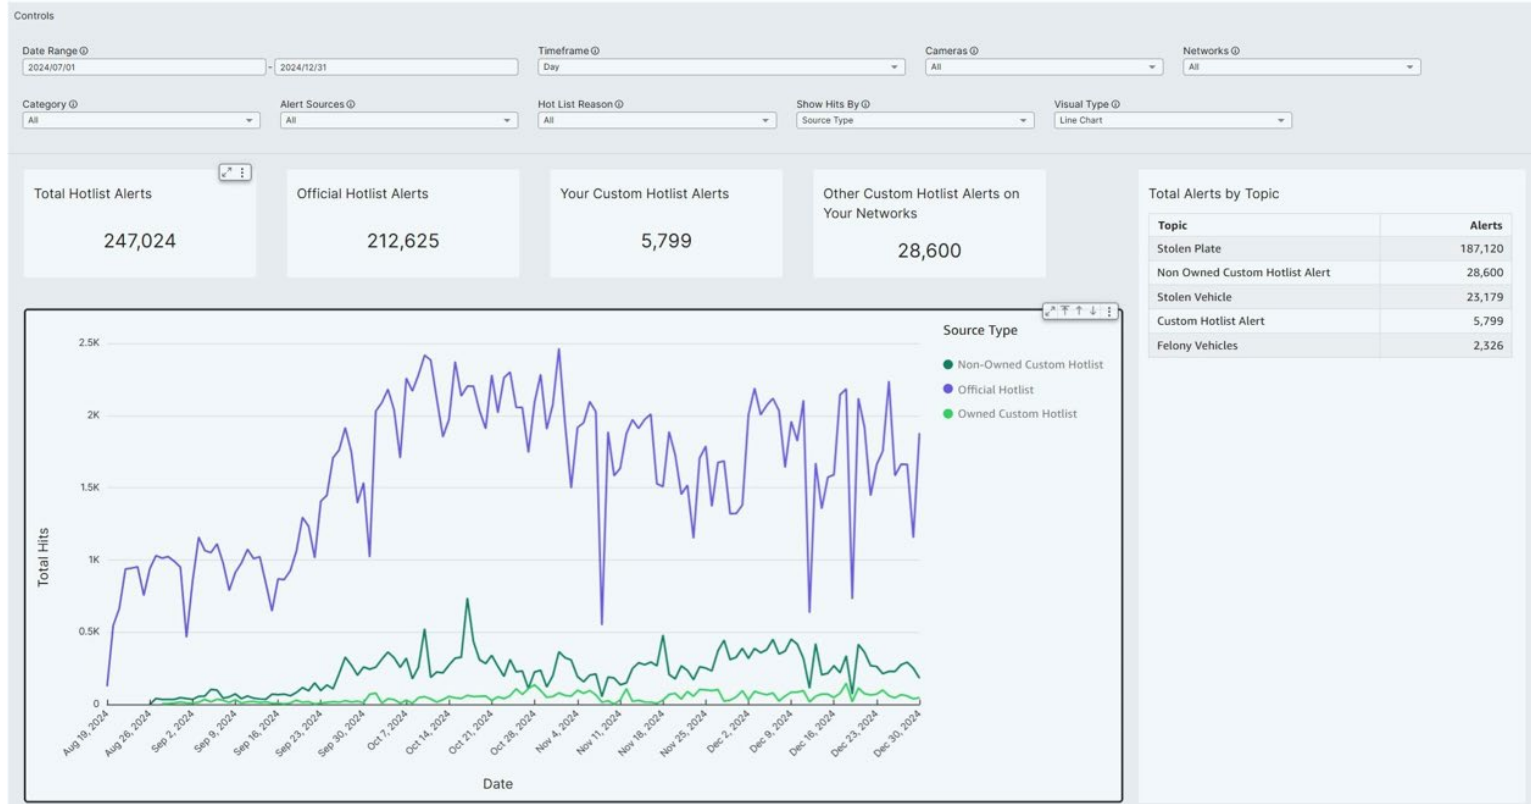 Controls
Date Range
2024/07/01 - 2024/12/31
Timeframe
Day
Cameras
All
Networks
All
Category
All
Alert Sources
All
Hot List Reason
All
Show Hits By
Source Type
Visual Type
Line Chart
Total Hotlist Alerts
247,024
Official Hotlist Alerts
212,625
Your Custom Hotlist Alerts
5,799
Other Custom Hotlist Alerts on
Your Networks
28,600
Total Alerts by Topic
Topic Alerts
Stolen Plate 187,120
Non Owned Custom Hotlist Alert 28,600
Stolen Vehicle 23,179
Custom Hotlist Alert 5,799
Felony Vehicles 2,326
Source Type
Non-Owned Custom Hotlist
Official Hotlist
Owned Custom Hotlist
Total Hits
2.5K
2K
1.5K
1K
0.5K
0
Aug 19, 2024
Aug 26, 2024
Sep 2, 2024
Sep 9, 2024
Sep 16, 2024
Sep 23, 2024
Sep 30, 2024
Oct 7, 2024
Oct 14, 2024
Oct 21, 2024
Oct 28, 2024
Nov 4, 2024
Nov 11, 2024
Nov 18, 2024
Nov 25, 2024
Dec 2, 2024
Dec 9, 2024
Dec 16, 2024
Dec 23, 2024
Dec 30, 2024
Date